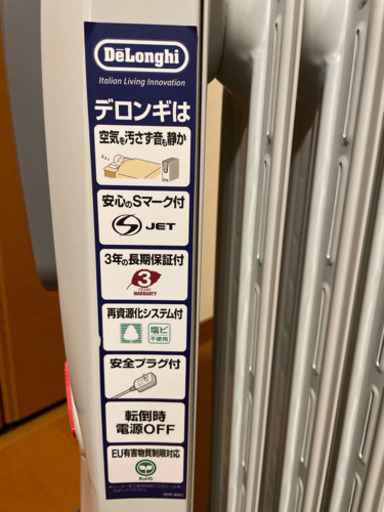 DeLonghi
Italian Living Innovation
デロンギは
空気を汚さず音も静か
安心のSマーク付
S JET
3年の長期保証付
3
YEARS
WARRANTY
再資源化システム付
塩ビ
不使用
安全プラグ付
転倒時
電源OFF
EU有害物質制限対応
RoHS